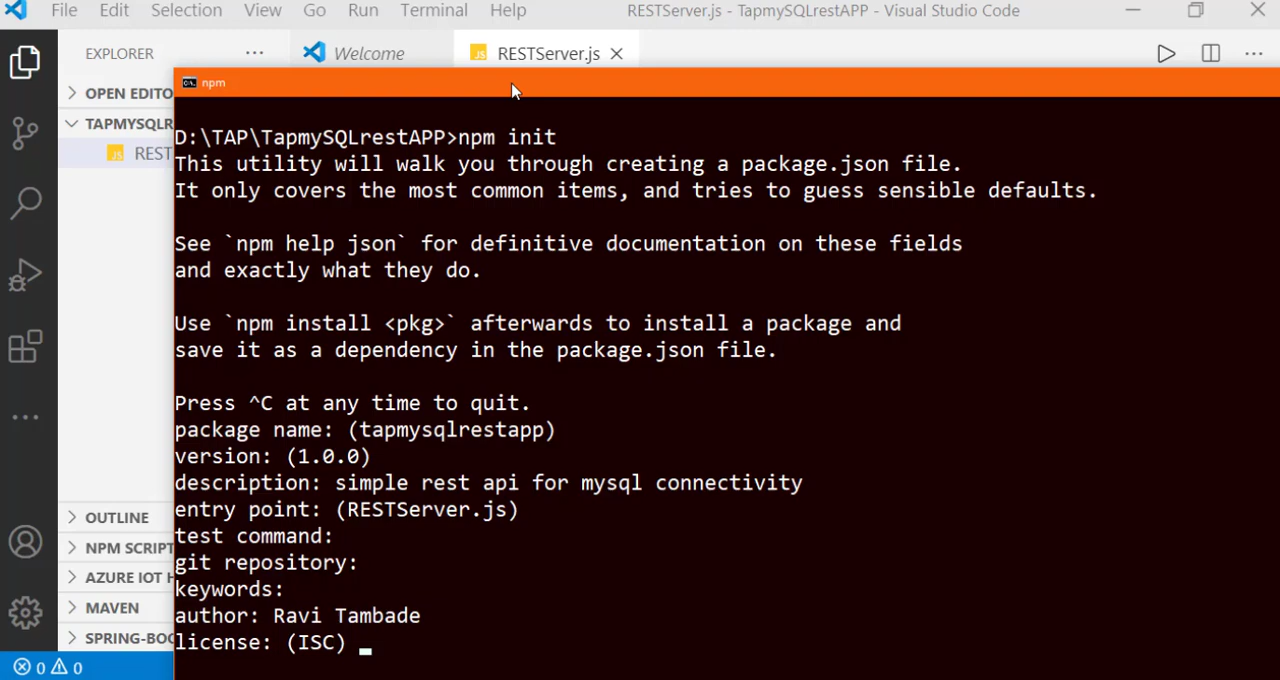 File Edit Selection View Go Run Terminal Help RESTServer.js - TapmySQLrestAPP - Visual Studio Code
EXPLORER ··· Welcome JS RESTServer.js
OPEN EDITO
TAPMYSQLR
JS REST
OUTLINE
NPM SCRIPT
AZURE IOT H
MAVEN
SPRING-BOO
0 0
C:\. npm
D:\TAP\TapmySQLrestAPP>npm init
This utility will walk you through creating a package.json file.
It only covers the most common items, and tries to guess sensible defaults.
See `npm help json` for definitive documentation on these fields
and exactly what they do.
Use `npm install <pkg>` afterwards to install a package and
save it as a dependency in the package.json file.
Press ^C at any time to quit.
package name: (tapmysqlrestapp)
version: (1.0.0)
description: simple rest api for mysql connectivity
entry point: (RESTServer.js)
test command:
git repository:
keywords:
author: Ravi Tambade
license: (ISC)